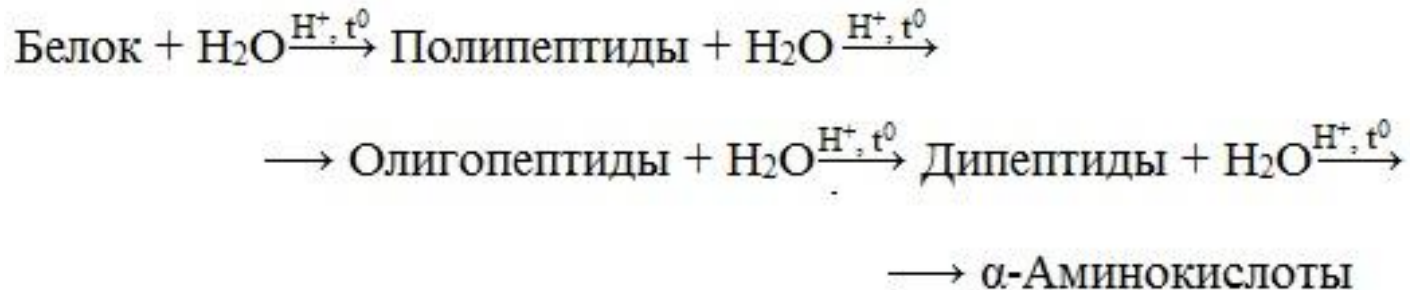 Белок + H₂O —H⁺, t⁰→ Полипептиды + H₂O —H⁺, t⁰→
→ Олигопептиды + H₂O —H⁺, t⁰→ Дипептиды + H₂O —H⁺, t⁰→
→ α-Аминокислоты